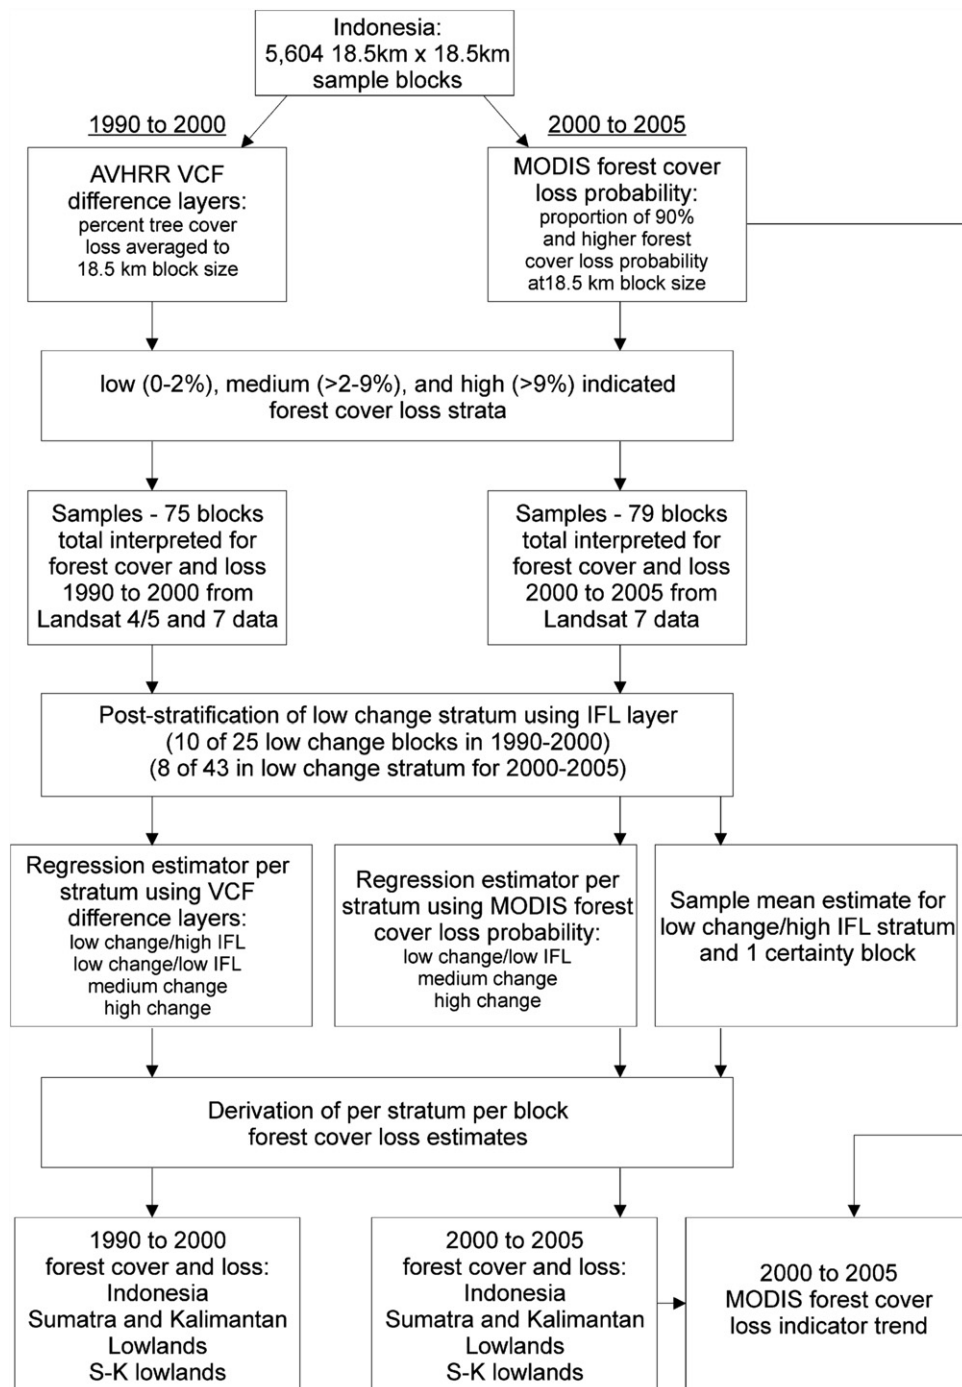 Indonesia:
5,604 18.5km x 18.5km
sample blocks
1990 to 2000
2000 to 2005
AVHRR VCF
difference layers:
percent tree cover
loss averaged to
18.5 km block size
MODIS forest cover
loss probability:
proportion of 90%
and higher forest
cover loss probability
at18.5 km block size
low (0-2%), medium (>2-9%), and high (>9%) indicated
forest cover loss strata
Samples - 75 blocks
total interpreted for
forest cover and loss
1990 to 2000 from
Landsat 4/5 and 7 data
Samples - 79 blocks
total interpreted for
forest cover and loss
2000 to 2005 from
Landsat 7 data
Post-stratification of low change stratum using IFL layer
(10 of 25 low change blocks in 1990-2000)
(8 of 43 in low change stratum for 2000-2005)
Regression estimator per
stratum using VCF
difference layers:
low change/high IFL
low change/low IFL
medium change
high change
Regression estimator per
stratum using MODIS forest
cover loss probability:
low change/low IFL
medium change
high change
Sample mean estimate for
low change/high IFL stratum
and 1 certainty block
Derivation of per stratum per block
forest cover loss estimates
1990 to 2000
forest cover and loss:
Indonesia
Sumatra and Kalimantan
Lowlands
S-K lowlands
2000 to 2005
forest cover and loss:
Indonesia
Sumatra and Kalimantan
Lowlands
S-K lowlands
2000 to 2005
MODIS forest cover
loss indicator trend